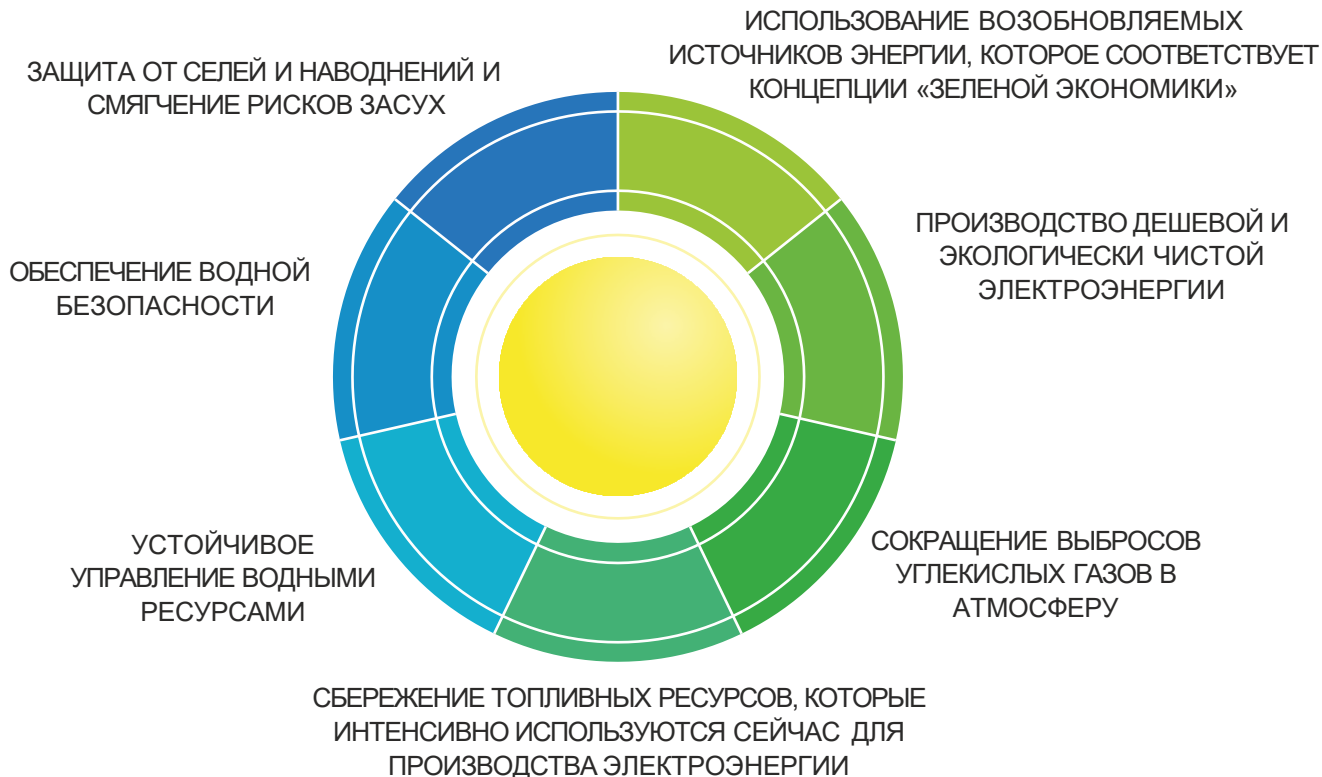 ИСПОЛЬЗОВАНИЕ ВОЗОБНОВЛЯЕМЫХ
ИСТОЧНИКОВ ЭНЕРГИИ, КОТОРОЕ СООТВЕТСТВУЕТ
КОНЦЕПЦИИ «ЗЕЛЕНОЙ ЭКОНОМИКИ»
ПРОИЗВОДСТВО ДЕШЕВОЙ И
ЭКОЛОГИЧЕСКИ ЧИСТОЙ
ЭЛЕКТРОЭНЕРГИИ
СОКРАЩЕНИЕ ВЫБРОСОВ
УГЛЕКИСЛЫХ ГАЗОВ В
АТМОСФЕРУ
СБЕРЕЖЕНИЕ ТОПЛИВНЫХ РЕСУРСОВ, КОТОРЫЕ
ИНТЕНСИВНО ИСПОЛЬЗУЮТСЯ СЕЙЧАС ДЛЯ
ПРОИЗВОДСТВА ЭЛЕКТРОЭНЕРГИИ
УСТОЙЧИВОЕ
УПРАВЛЕНИЕ ВОДНЫМИ
РЕСУРСАМИ
ОБЕСПЕЧЕНИЕ ВОДНОЙ
БЕЗОПАСНОСТИ
ЗАЩИТА ОТ СЕЛЕЙ И НАВОДНЕНИЙ И
СМЯГЧЕНИЕ РИСКОВ ЗАСУХ